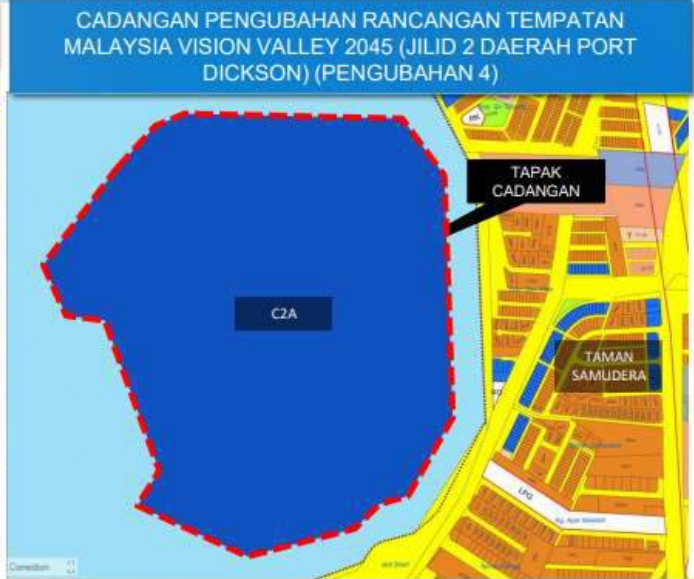 CADANGAN PENGUBAHAN RANCANGAN TEMPATAN
MALAYSIA VISION VALLEY 2045 (JILID 2 DAERAH PORT
DICKSON) (PENGUBAHAN 4)
TAPAK
CADANGAN
C2A
TAMAN
SAMUDERA
LPG